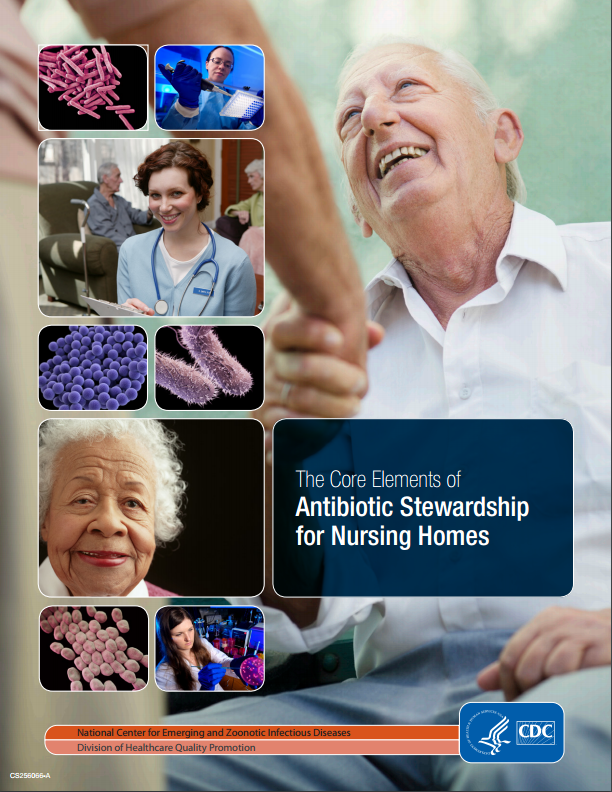 The Core Elements of
Antibiotic Stewardship
for Nursing Homes
National Center for Emerging and Zoonotic Infectious Diseases
Division of Healthcare Quality Promotion
CDC
CS256066-A